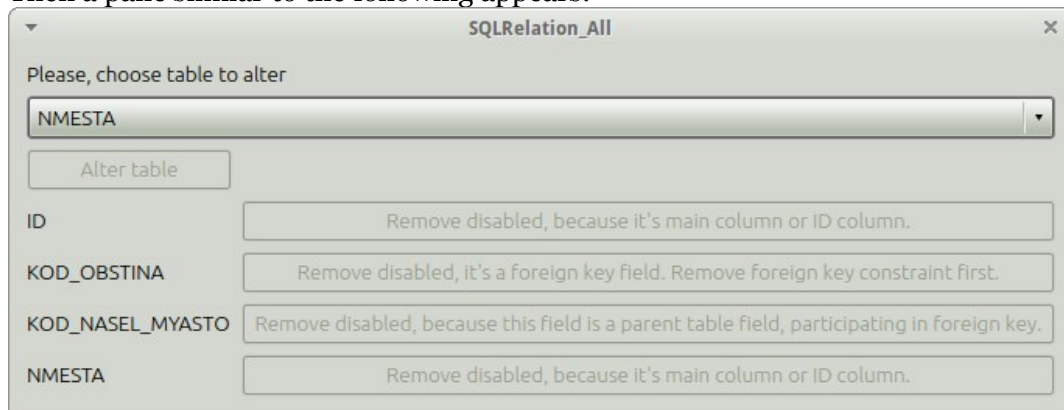 Then a pane similar to the following appears:
SQLRelation_All
Please, choose table to alter
NMESTA
Alter table
ID Remove disabled, because it's main column or ID column.
KOD_OBSTINA Remove disabled, it's a foreign key field. Remove foreign key constraint first.
KOD_NASEL_MYASTO Remove disabled, because this field is a parent table field, participating in foreign key.
NMESTA Remove disabled, because it's main column or ID column.